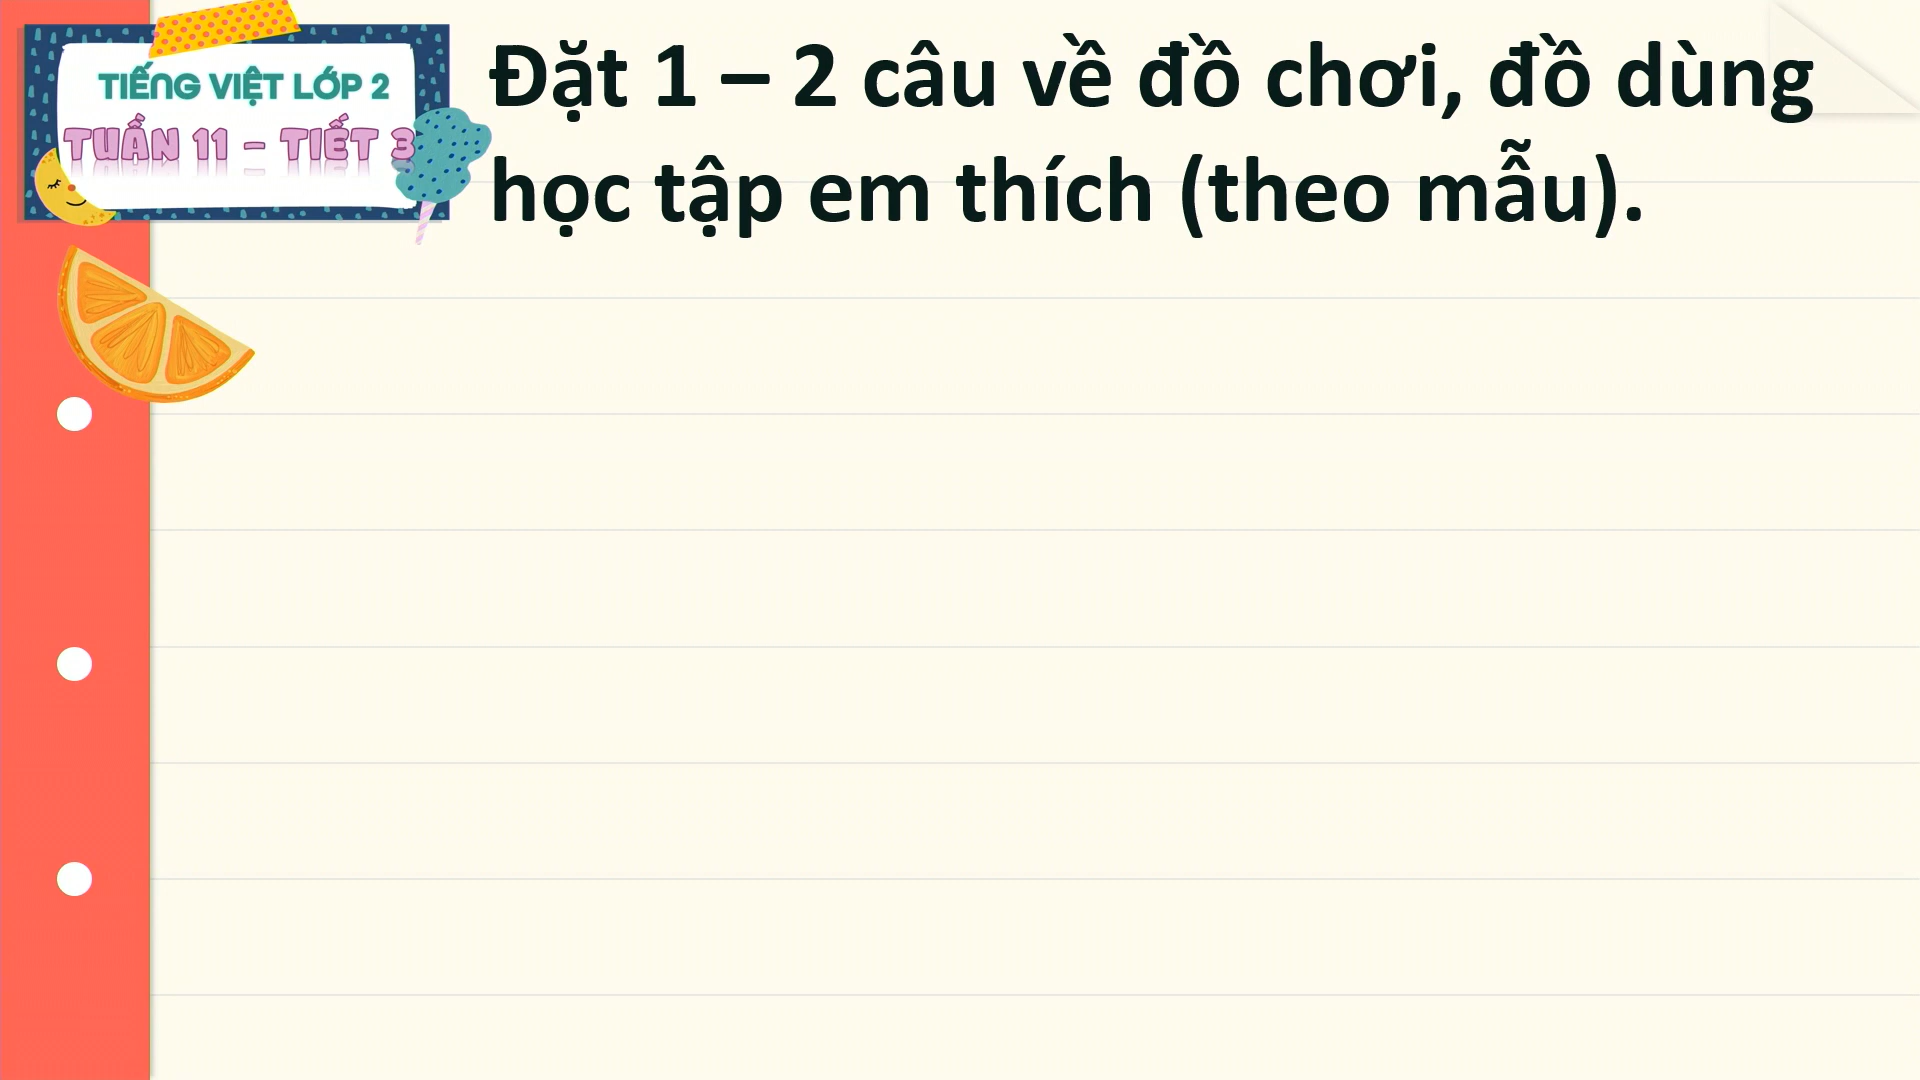 TIẾNG VIỆT LỚP 2
TUẦN 11 - TIẾT 3
Đặt 1 – 2 câu về đồ chơi, đồ dùng
học tập em thích (theo mẫu).